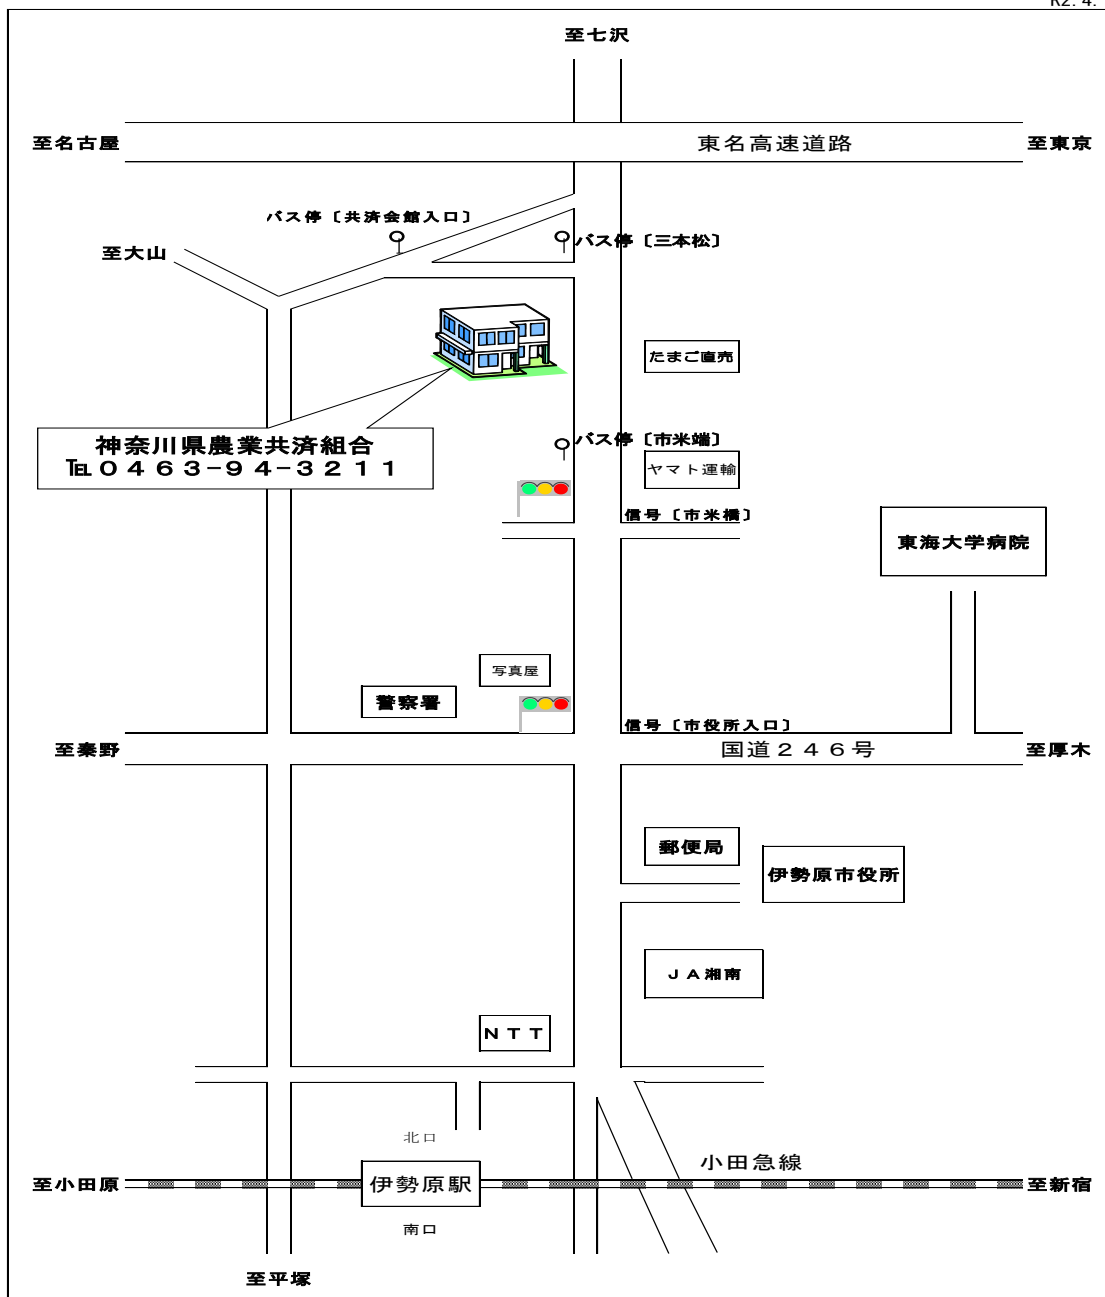 R2. 4.
至七沢
至名古屋
東名高速道路
至東京
バス停〔共済会館入口〕
バス停〔三本松〕
至大山
たまご直売
神奈川県農業共済組合
℡０４６３－９４－３２１１
バス停〔市米端〕
ヤマト運輸
信号〔市米橋〕
東海大学病院
写真屋
警察署
信号〔市役所入口〕
至秦野
国道２４６号
至厚木
郵便局
伊勢原市役所
ＪＡ湘南
ＮＴＴ
北口
小田急線
至小田原
伊勢原駅
至新宿
南口
至平塚